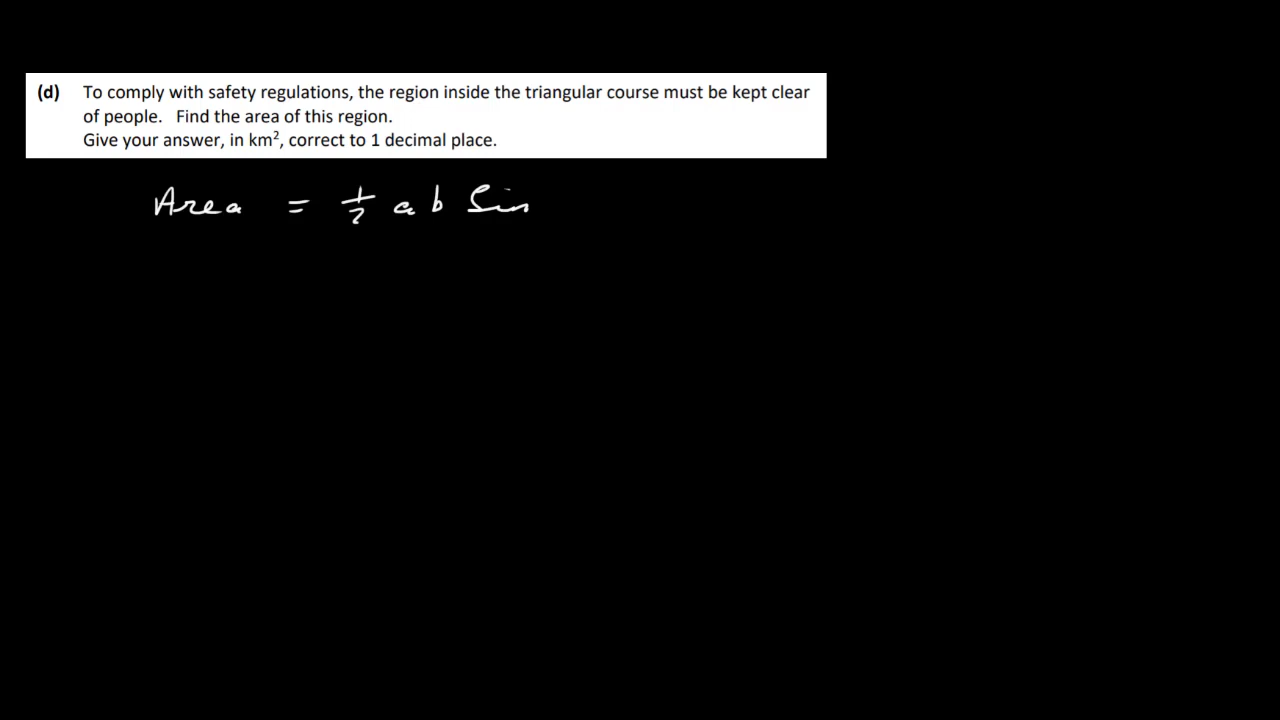 (d) To comply with safety regulations, the region inside the triangular course must be kept clear
of people. Find the area of this region.
Give your answer, in km², correct to 1 decimal place.
Area = ½ a b Sin